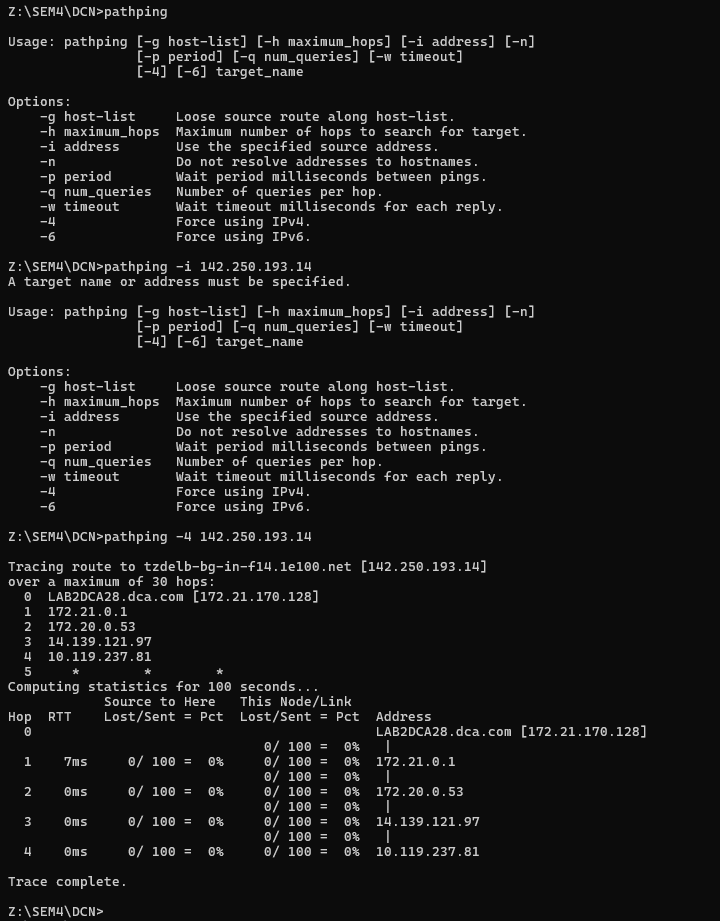 Z:\SEM4\DCN>pathping

Usage: pathping [-g host-list] [-h maximum_hops] [-i address] [-n]
                [-p period] [-q num_queries] [-w timeout]
                [-4] [-6] target_name

Options:
    -g host-list     Loose source route along host-list.
    -h maximum_hops  Maximum number of hops to search for target.
    -i address       Use the specified source address.
    -n               Do not resolve addresses to hostnames.
    -p period        Wait period milliseconds between pings.
    -q num_queries   Number of queries per hop.
    -w timeout       Wait timeout milliseconds for each reply.
    -4               Force using IPv4.
    -6               Force using IPv6.

Z:\SEM4\DCN>pathping -i 142.250.193.14
A target name or address must be specified.

Usage: pathping [-g host-list] [-h maximum_hops] [-i address] [-n]
                [-p period] [-q num_queries] [-w timeout]
                [-4] [-6] target_name

Options:
    -g host-list     Loose source route along host-list.
    -h maximum_hops  Maximum number of hops to search for target.
    -i address       Use the specified source address.
    -n               Do not resolve addresses to hostnames.
    -p period        Wait period milliseconds between pings.
    -q num_queries   Number of queries per hop.
    -w timeout       Wait timeout milliseconds for each reply.
    -4               Force using IPv4.
    -6               Force using IPv6.

Z:\SEM4\DCN>pathping -4 142.250.193.14

Tracing route to tzdelb-bg-in-f14.1e100.net [142.250.193.14]
over a maximum of 30 hops:
  0  LAB2DCA28.dca.com [172.21.170.128]
  1  172.21.0.1
  2  172.20.0.53
  3  14.139.121.97
  4  10.119.237.81
  5     *        *        *
Computing statistics for 100 seconds...
            Source to Here   This Node/Link
Hop  RTT    Lost/Sent = Pct  Lost/Sent = Pct  Address
  0                                           LAB2DCA28.dca.com [172.21.170.128]
                                0/ 100 =  0%   |
  1    7ms     0/ 100 =  0%     0/ 100 =  0%  172.21.0.1
                                0/ 100 =  0%   |
  2    0ms     0/ 100 =  0%     0/ 100 =  0%  172.20.0.53
                                0/ 100 =  0%   |
  3    0ms     0/ 100 =  0%     0/ 100 =  0%  14.139.121.97
                                0/ 100 =  0%   |
  4    0ms     0/ 100 =  0%     0/ 100 =  0%  10.119.237.81

Trace complete.

Z:\SEM4\DCN>